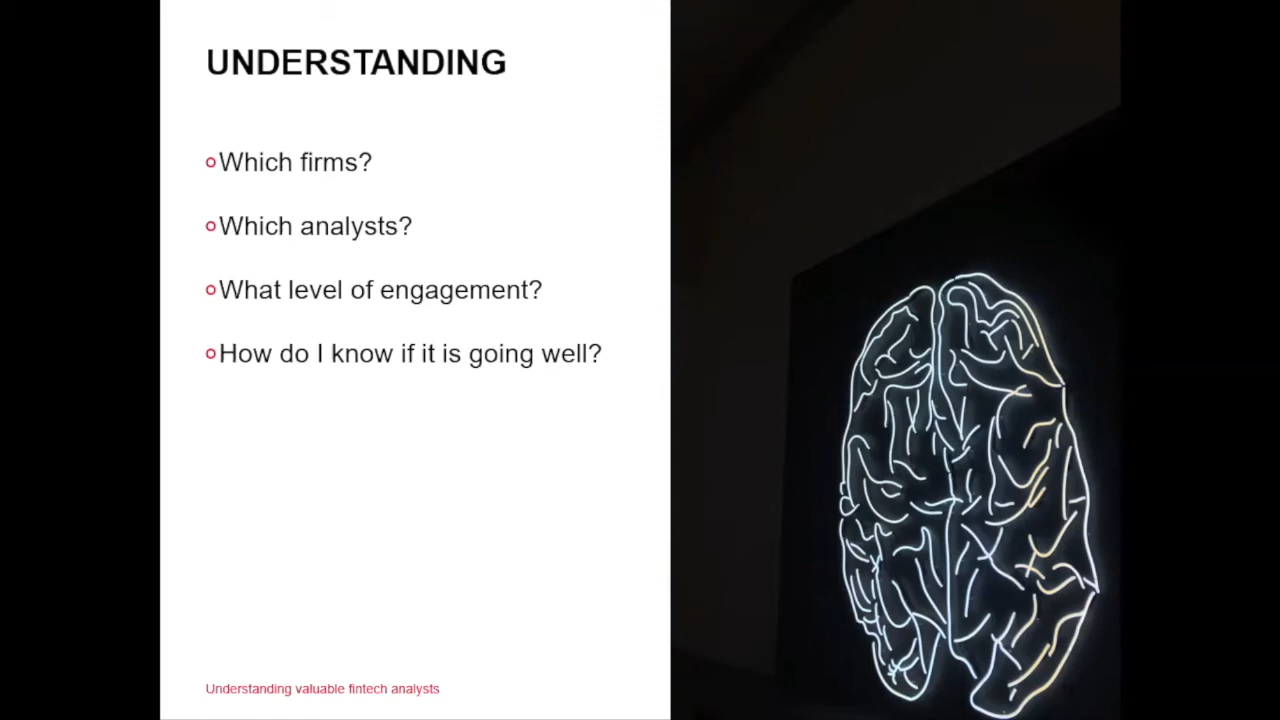 UNDERSTANDING
Which firms?
Which analysts?
What level of engagement?
How do I know if it is going well?
Understanding valuable fintech analysts